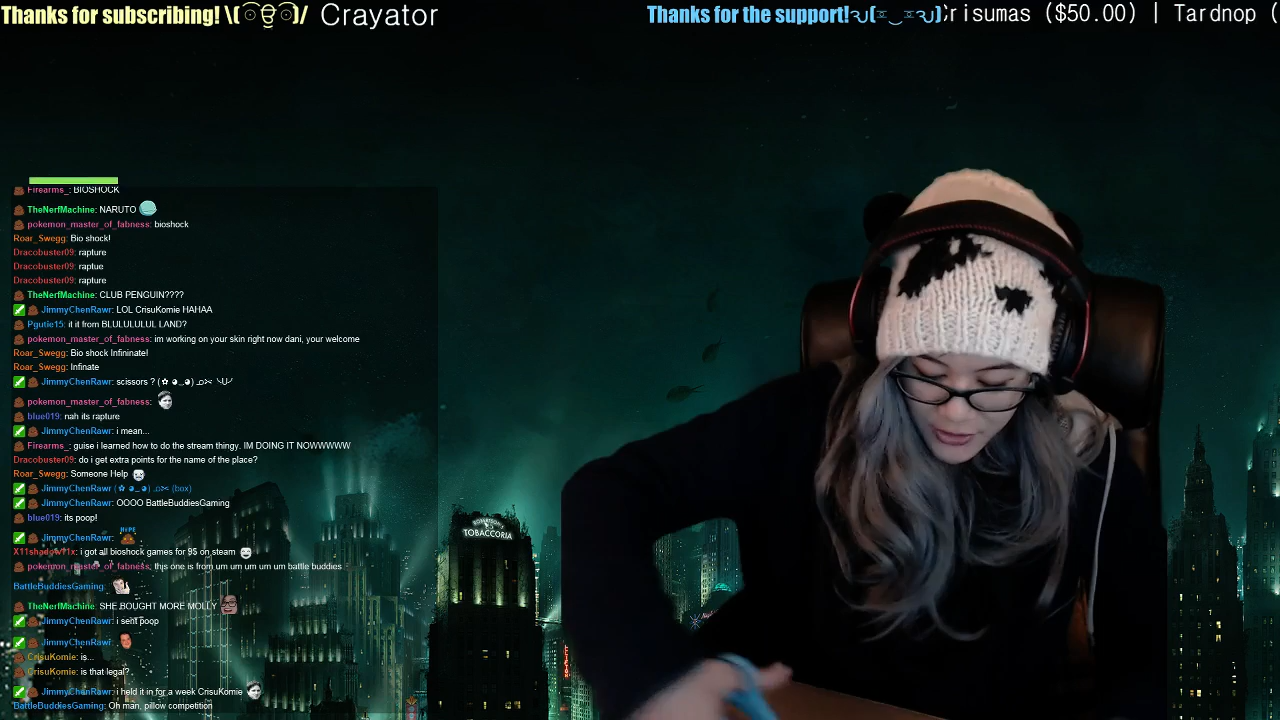 Thanks for subscribing! \( ͡☉ ͜ʖ ͡☉)/ Crayator
Thanks for the support! risumas ($50.00) | Tardnop (
Firearms_: BIOSHOCK
TheNerfMachine: NARUTO
pokemon_master_of_fabness: bioshock
Roar_Swegg: Bio shock!
Dracobuster09: rapture
Dracobuster09: raptue
Dracobuster09: rapture
TheNerfMachine: CLUB PENGUIN????
JimmyChenRawr: LOL CrisuKomie HAHAA
Pgutie15: it it from BLULULULUL LAND?
pokemon_master_of_fabness: im working on your skin right now dani, your welcome
Roar_Swegg: Bio shock Infininate!
Roar_Swegg: Infinate
JimmyChenRawr: scissors ? (✿ ◕‿◕) ᓄ✂ ╰U╯
pokemon_master_of_fabness:
blue019: nah its rapture
JimmyChenRawr: i mean...
Firearms_: guise i learned how to do the stream thingy. IM DOING IT NOWWWWW
Dracobuster09: do i get extra points for the name of the place?
Roar_Swegg: Someone Help
JimmyChenRawr (✿ ◕‿◕) ᓄ✂ (box)
JimmyChenRawr: OOOO BattleBuddiesGaming
blue019: its poop!
JimmyChenRawr: HYPE
X11shadow11x: i got all bioshock games for 9$ on steam
pokemon_master_of_fabness: this one is from um um um um um battle buddies
BattleBuddiesGaming:
TheNerfMachine: SHE BOUGHT MORE MOLLY
JimmyChenRawr: i sent poop
JimmyChenRawr:
CrisuKomie: is...
CrisuKomie: is that legal?
JimmyChenRawr: i held it in for a week CrisuKomie
BattleBuddiesGaming: Oh man, pillow competition
ROBERTSON'S
TOBACCORIA